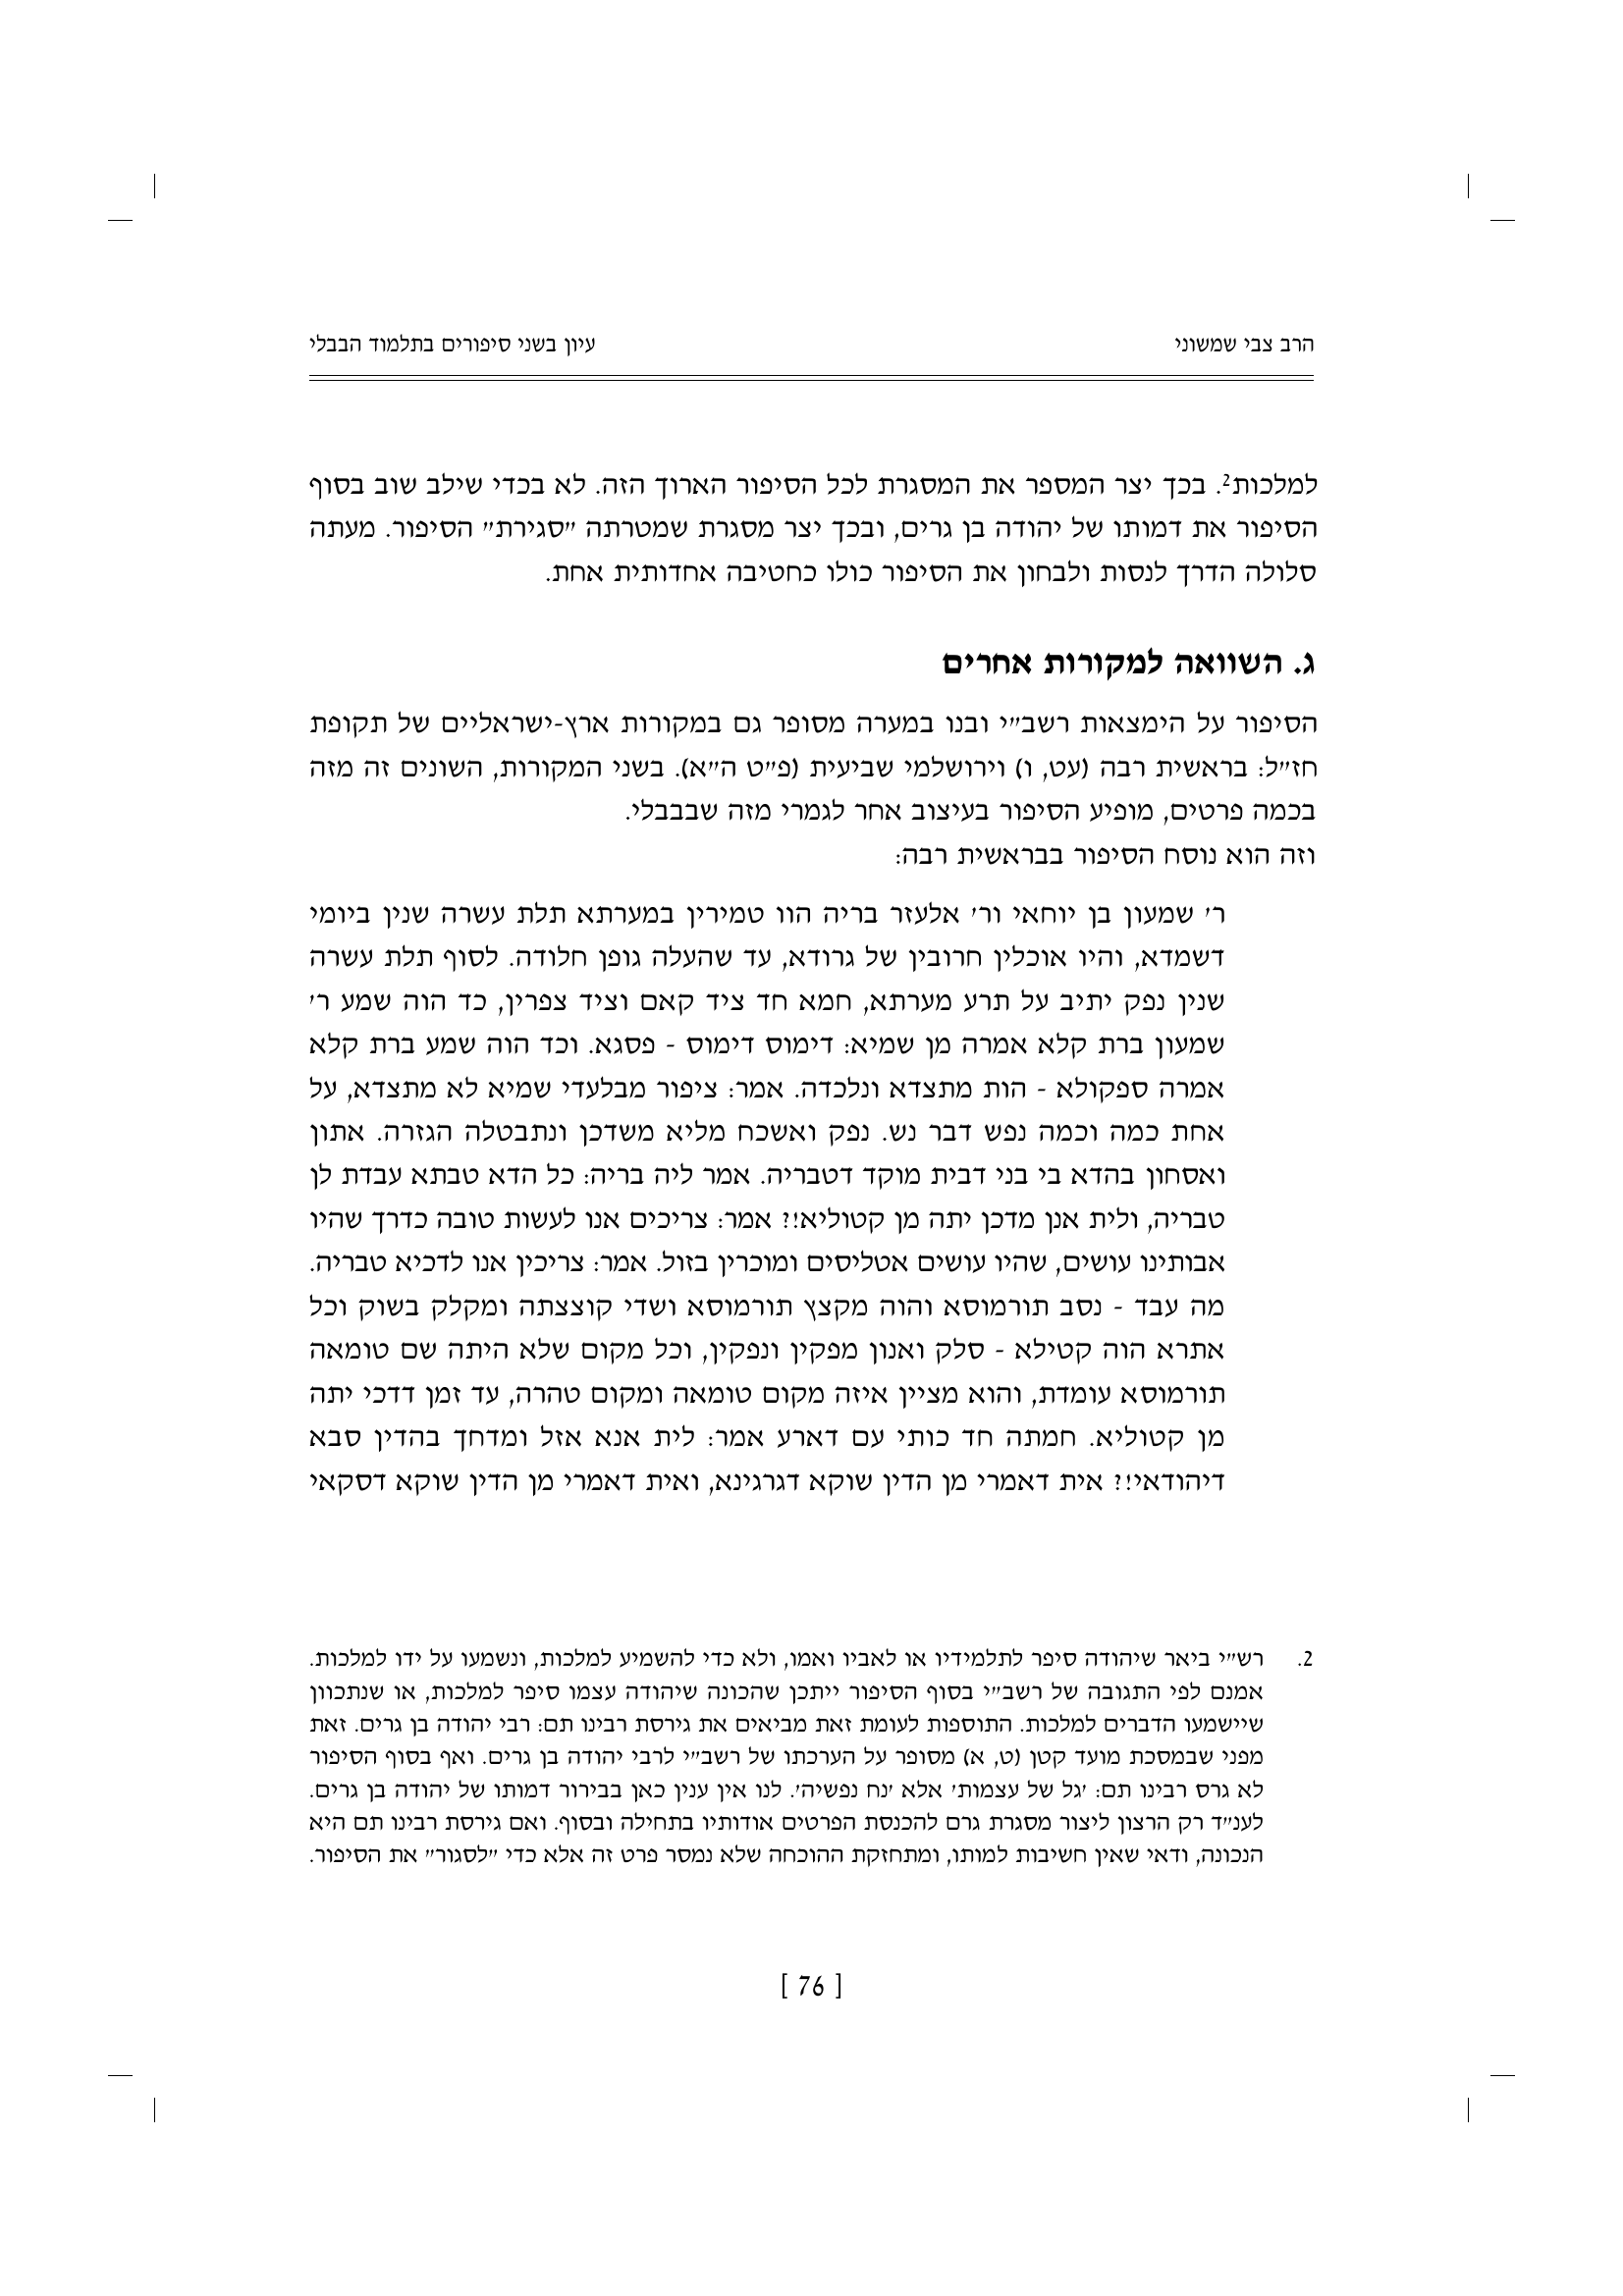 הרב צבי שמשוני
עיון בשני סיפורים בתלמוד הבבלי
למלכות2. בכך יצר המספר את המסגרת לכל הסיפור הארוך הזה. לא בכדי שילב שוב בסוף
הסיפור את דמותו של יהודה בן גרים, ובכך יצר מסגרת שמטרתה "סגירת" הסיפור. מעתה
סלולה הדרך לנסות ולבחון את הסיפור כולו כחטיבה אחדותית אחת.
ג. השוואה למקורות אחרים
הסיפור על הימצאות רשב"י ובנו במערה מסופר גם במקורות ארץ-ישראליים של תקופת
חז"ל: בראשית רבה (עט, ו) וירושלמי שביעית (פ"ט ה"א). בשני המקורות, השונים זה מזה
בכמה פרטים, מופיע הסיפור בעיצוב אחר לגמרי מזה שבבבלי.
וזה הוא נוסח הסיפור בבראשית רבה:
ר' שמעון בן יוחאי ור' אלעזר בריה הוו טמירין במערתא תלת עשרה שנין ביומי
דשמדא, והיו אוכלין חרובין של גרודא, עד שהעלה גופן חלודה. לסוף תלת עשרה
שנין נפק יתיב על תרע מערתא, חמא חד ציד קאם וציד צפרין, כד הוה שמע ר'
שמעון ברת קלא אמרה מן שמיא: דימוס דימוס - פסגא. וכד הוה שמע ברת קלא
אמרה ספקולא - הות מתצדא ונלכדה. אמר: ציפור מבלעדי שמיא לא מתצדא, על
אחת כמה וכמה נפש דבר נש. נפק ואשכח מליא משדכן ונתבטלה הגזרה. אתון
ואסחון בהדא בי בני דבית מוקד דטבריה. אמר ליה בריה: כל הדא טבתא עבדת לן
טבריה, ולית אנן מדכן יתה מן קטוליא!? אמר: צריכים אנו לעשות טובה כדרך שהיו
אבותינו עושים, שהיו עושים אטליסים ומוכרין בזול. אמר: צריכין אנו לדכיא טבריה.
מה עבד - נסב תורמוסא והוה מקצץ תורמוסא ושדי קוצצתה ומקלק בשוק וכל
אתרא הוה קטילא - סלק ואנון מפקין ונפקין, וכל מקום שלא היתה שם טומאה
תורמוסא עומדת, והוא מציין איזה מקום טומאה ומקום טהרה, עד זמן דדכי יתה
מן קטוליא. חמתה חד כותי עם דארע אמר: לית אנא אזל ומדחך בהדין סבא
דיהודאי!? אית דאמרי מן הדין שוקא דגרגינא, ואית דאמרי מן הדין שוקא דסקאי
2. רש"י ביאר שיהודה סיפר לתלמידיו או לאביו ואמו, ולא כדי להשמיע למלכות, ונשמעו על ידו למלכות.
אמנם לפי התגובה של רשב"י בסוף הסיפור ייתכן שהכונה שיהודה עצמו סיפר למלכות, או שנתכוון
שיישמעו הדברים למלכות. התוספות לעומת זאת מביאים את גירסת רבינו תם: רבי יהודה בן גרים. זאת
מפני שבמסכת מועד קטן (ט, א) מסופר על הערכתו של רשב"י לרבי יהודה בן גרים. ואף בסוף הסיפור
לא גרס רבינו תם: 'גל של עצמות' אלא 'נח נפשיה'. לנו אין ענין כאן בבירור דמותו של יהודה בן גרים.
לענ"ד רק הרצון ליצור מסגרת גרם להכנסת הפרטים אודותיו בתחילה ובסוף. ואם גירסת רבינו תם היא
הנכונה, ודאי שאין חשיבות למותו, ומתחזקת ההוכחה שלא נמסר פרט זה אלא כדי "לסגור" את הסיפור.
[ 76 ]